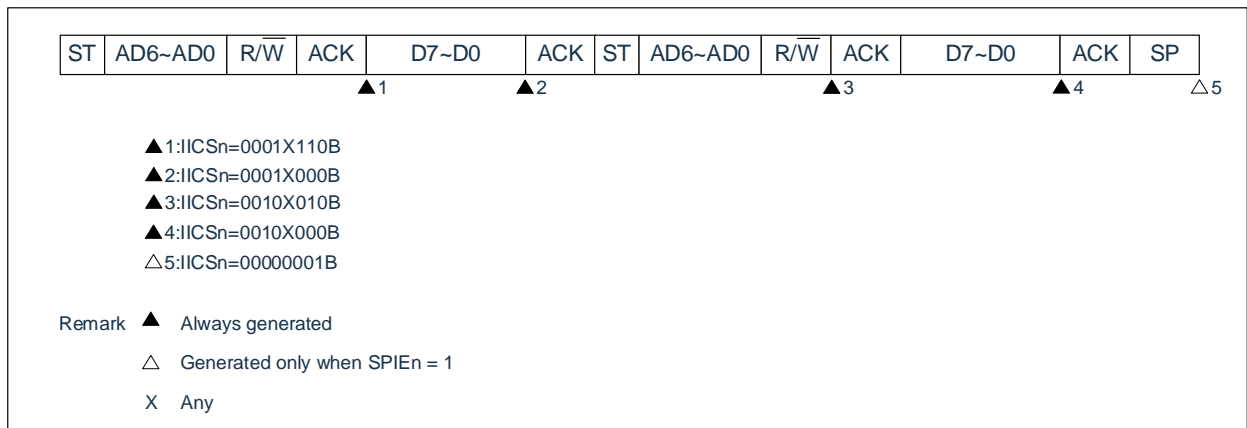 ST AD6~AD0 R/W̅ ACK D7~D0 ACK ST AD6~AD0 R/W̅ ACK D7~D0 ACK SP
▲1 ▲2 ▲3 ▲4 △5
▲1:IICSn=0001X110B
▲2:IICSn=0001X000B
▲3:IICSn=0010X010B
▲4:IICSn=0010X000B
△5:IICSn=00000001B
Remark ▲ Always generated
△ Generated only when SPIEn = 1
X Any